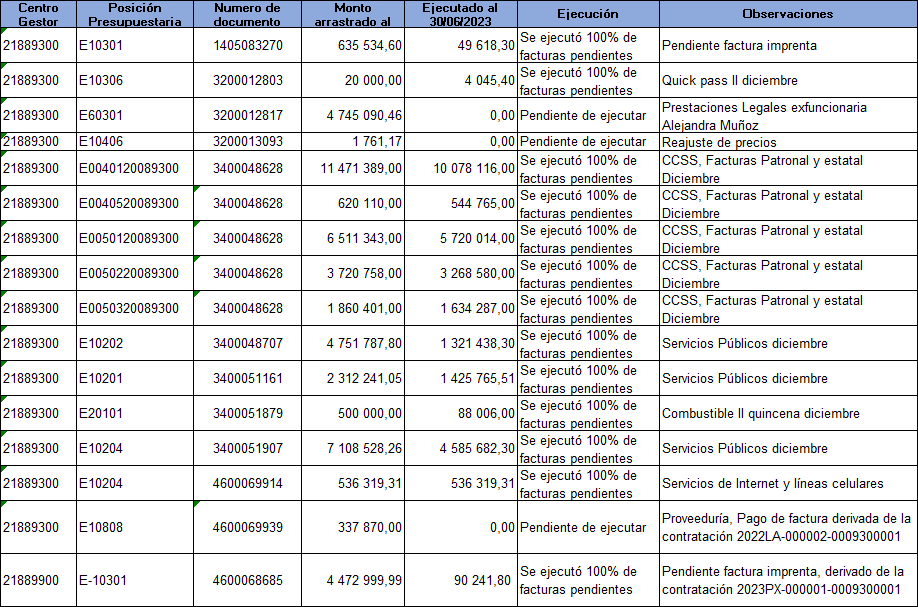 Centro Gestor | Posición Presupuestaria | Numero de documento | Monto arrastrado al | Ejecutado al 30/06/2023 | Ejecución | Observaciones
21889300 | E10301 | 1405083270 | 635 534,60 | 49 618,30 | Se ejecutó 100% de facturas pendientes | Pendiente factura imprenta
21889300 | E10306 | 3200012803 | 20 000,00 | 4 045,40 | Se ejecutó 100% de facturas pendientes | Quick pass II diciembre
21889300 | E60301 | 3200012817 | 4 745 090,46 | 0,00 | Pendiente de ejecutar | Prestaciones Legales exfuncionaria Alejandra Muñoz
21889300 | E10406 | 3200013093 | 1 761,17 | 0,00 | Pendiente de ejecutar | Reajuste de precios
21889300 | E0040120089300 | 3400048628 | 11 471 389,00 | 10 078 116,00 | Se ejecutó 100% de facturas pendientes | CCSS, Facturas Patronal y estatal Diciembre
21889300 | E0040520089300 | 3400048628 | 620 110,00 | 544 765,00 | Se ejecutó 100% de facturas pendientes | CCSS, Facturas Patronal y estatal Diciembre
21889300 | E0050120089300 | 3400048628 | 6 511 343,00 | 5 720 014,00 | Se ejecutó 100% de facturas pendientes | CCSS, Facturas Patronal y estatal Diciembre
21889300 | E0050220089300 | 3400048628 | 3 720 758,00 | 3 268 580,00 | Se ejecutó 100% de facturas pendientes | CCSS, Facturas Patronal y estatal Diciembre
21889300 | E0050320089300 | 3400048628 | 1 860 401,00 | 1 634 287,00 | Se ejecutó 100% de facturas pendientes | CCSS, Facturas Patronal y estatal Diciembre
21889300 | E10202 | 3400048707 | 4 751 787,80 | 1 321 438,30 | Se ejecutó 100% de facturas pendientes | Servicios Públicos diciembre
21889300 | E10201 | 3400051161 | 2 312 241,05 | 1 425 765,51 | Se ejecutó 100% de facturas pendientes | Servicios Públicos diciembre
21889300 | E20101 | 3400051879 | 500 000,00 | 88 006,00 | Se ejecutó 100% de facturas pendientes | Combustible II quincena diciembre
21889300 | E10204 | 3400051907 | 7 108 528,26 | 4 585 682,30 | Se ejecutó 100% de facturas pendientes | Servicios Públicos diciembre
21889300 | E10204 | 4600069914 | 536 319,31 | 536 319,31 | Se ejecutó 100% de facturas pendientes | Servicios de Internet y líneas celulares
21889300 | E10808 | 4600069939 | 337 870,00 | 0,00 | Pendiente de ejecutar | Proveeduría, Pago de factura derivada de la contratación 2022LA-000002-0009300001
21889900 | E-10301 | 4600068685 | 4 472 999,99 | 90 241,80 | Se ejecutó 100% de facturas pendientes | Pendiente factura imprenta, derivado de la contratación 2023PX-000001-0009300001